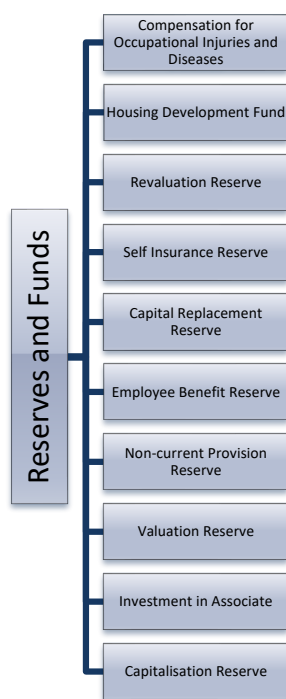 Reserves and Funds
Compensation for
Occupational Injuries and
Diseases
Housing Development Fund
Revaluation Reserve
Self Insurance Reserve
Capital Replacement
Reserve
Employee Benefit Reserve
Non-current Provision
Reserve
Valuation Reserve
Investment in Associate
Capitalisation Reserve